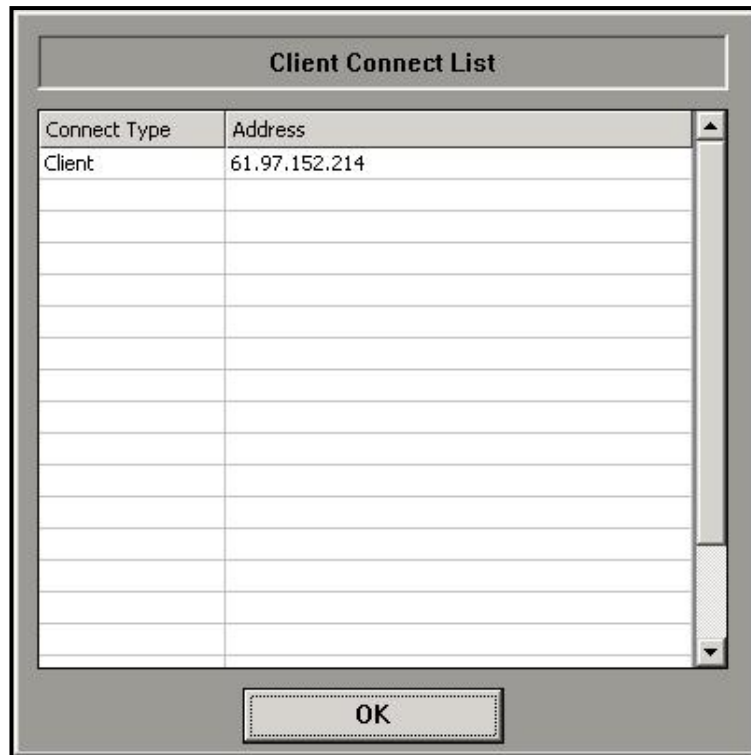 Client Connect List
Connect Type Address
Client 61.97.152.214
OK